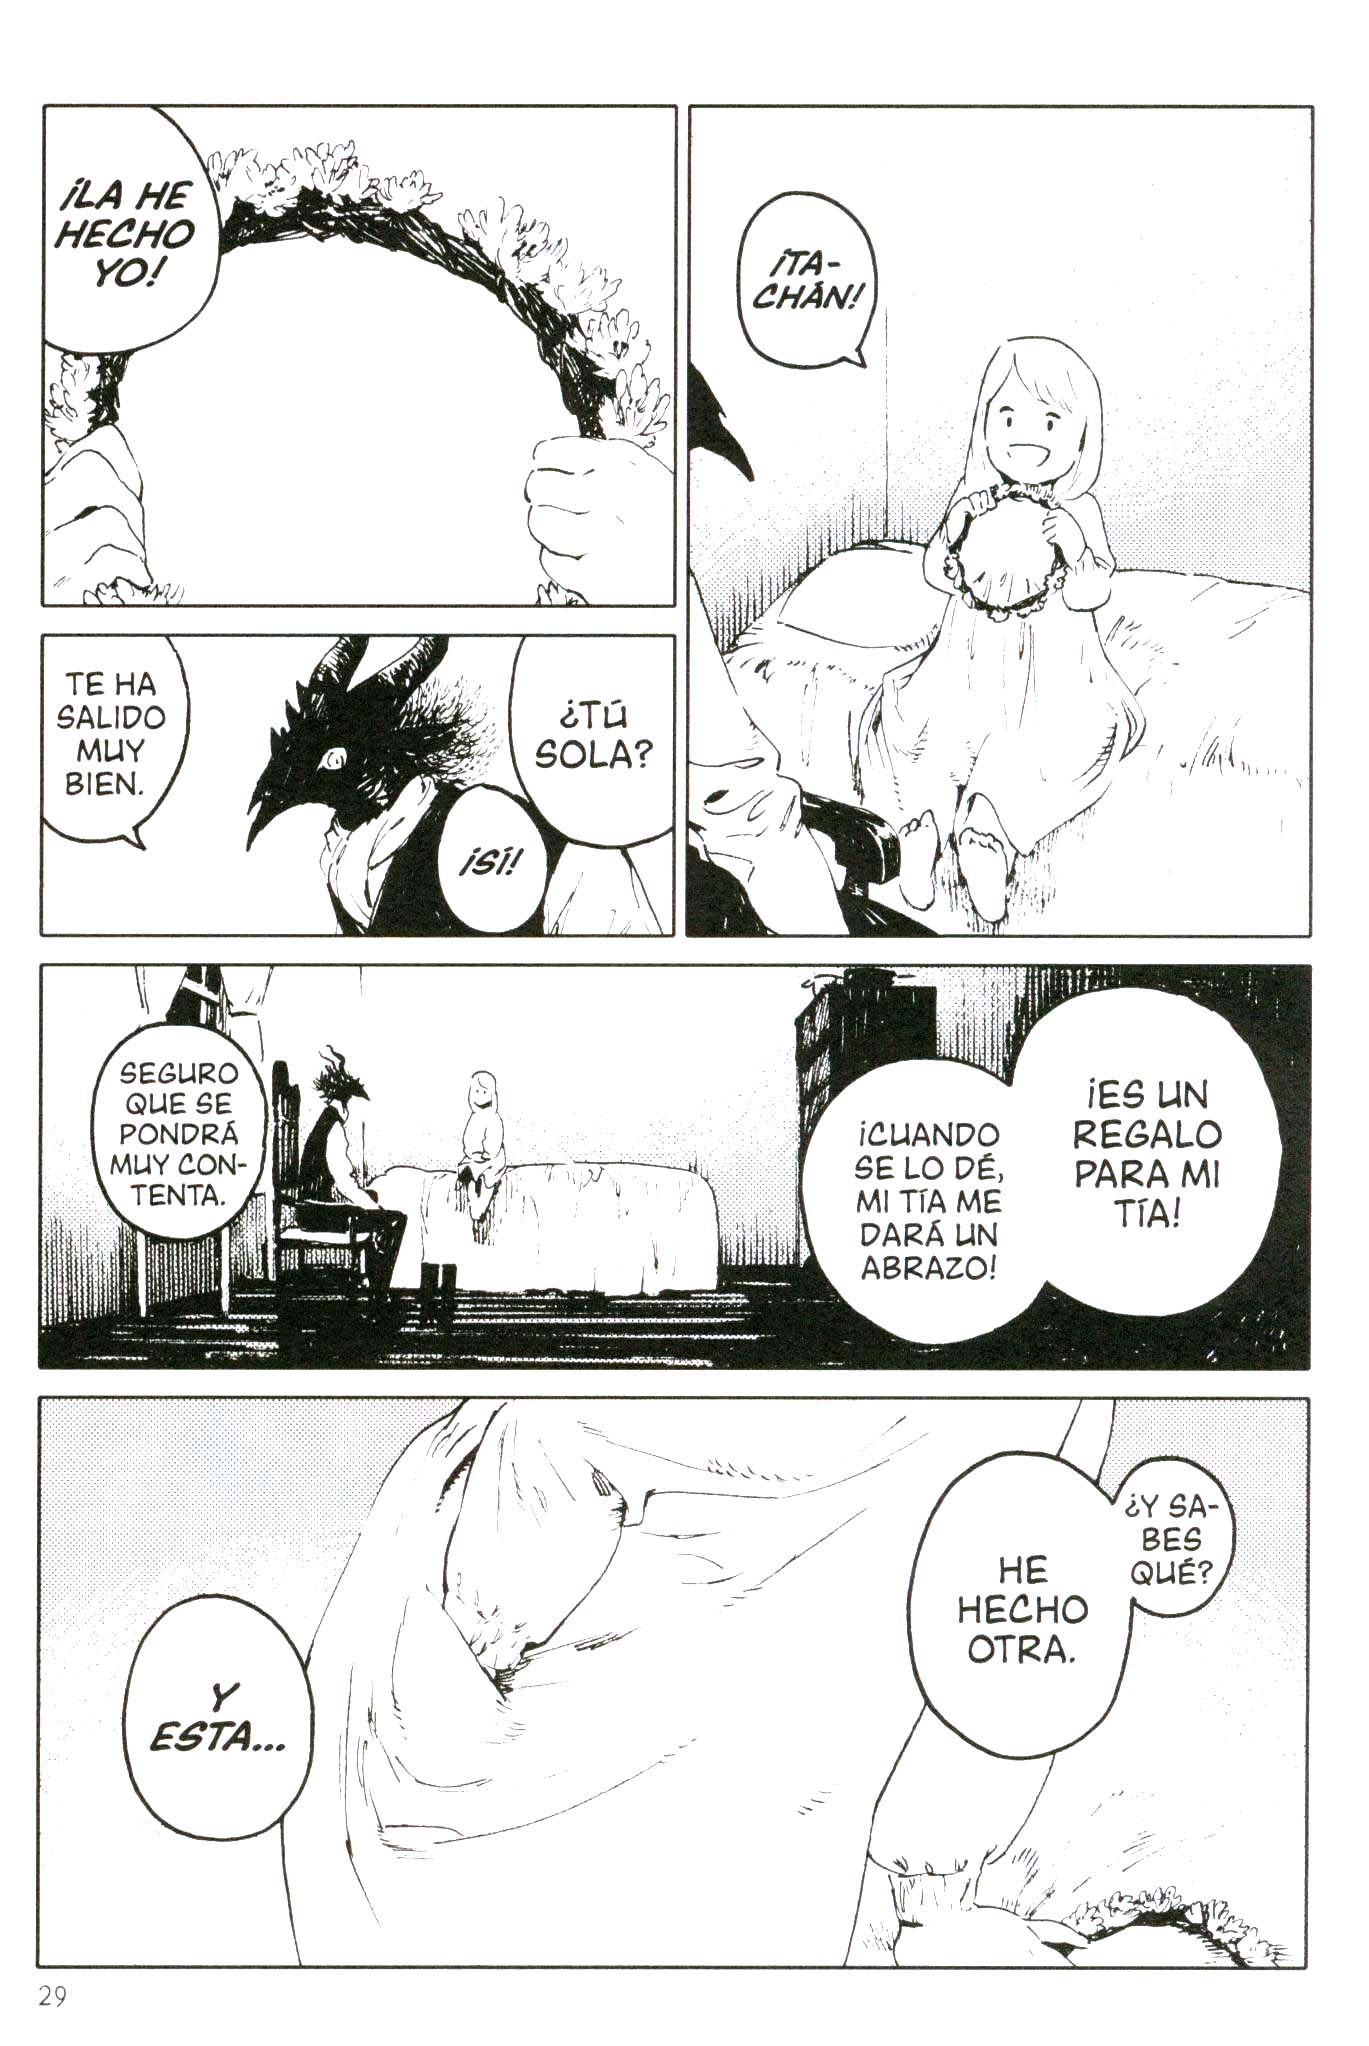 ¡TA-
CHÁN!
¡LA HE
HECHO
YO!
¿TÚ
SOLA?
¡SÍ!
TE HA
SALIDO
MUY
BIEN.
¡ES UN
REGALO
PARA MI
TÍA!
¡CUANDO
SE LO DÉ,
MI TÍA ME
DARÁ UN
ABRAZO!
SEGURO
QUE SE
PONDRÁ
MUY CON-
TENTA.
¿Y SA-
BES
QUÉ?
HE
HECHO
OTRA.
Y
ESTA...
29